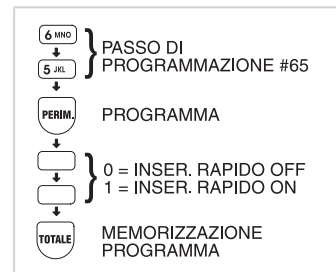 6 MNO
5 JKL
PASSO DI
PROGRAMMAZIONE #65
PERIM.
PROGRAMMA
0 = INSER. RAPIDO OFF
1 = INSER. RAPIDO ON
TOTALE
MEMORIZZAZIONE
PROGRAMMA